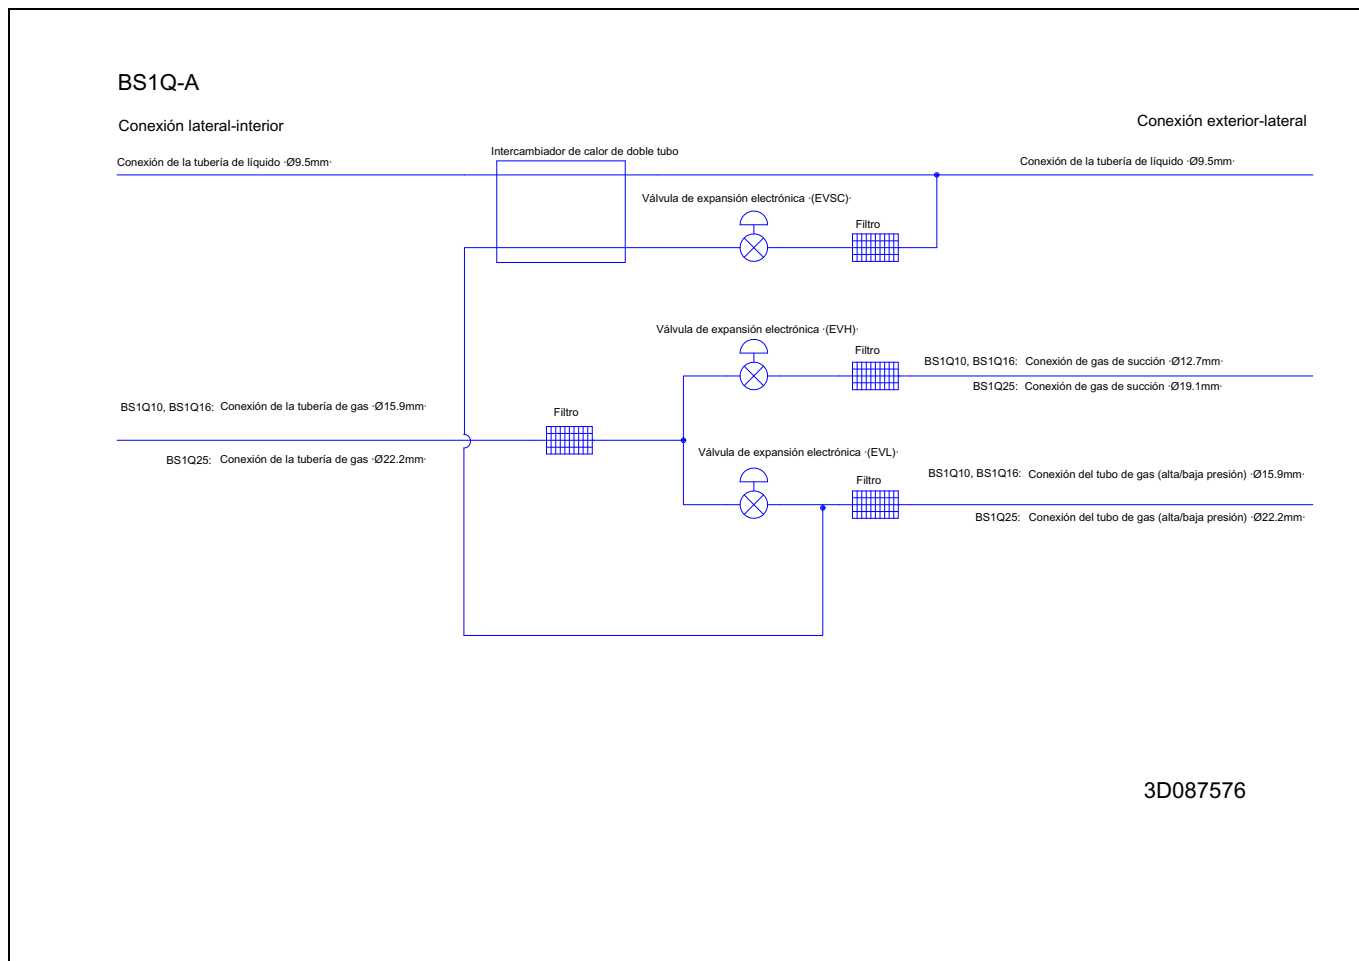 BS1Q-A
Conexión lateral-interior
Conexión exterior-lateral
Conexión de la tubería de líquido ·Ø9.5mm·
Intercambiador de calor de doble tubo
Conexión de la tubería de líquido ·Ø9.5mm·
Válvula de expansión electrónica ·(EVSC)·
Filtro
Válvula de expansión electrónica ·(EVH)·
Filtro
BS1Q10, BS1Q16: Conexión de gas de succión ·Ø12.7mm·
BS1Q25: Conexión de gas de succión ·Ø19.1mm·
BS1Q10, BS1Q16: Conexión de la tubería de gas ·Ø15.9mm·
Filtro
BS1Q25: Conexión de la tubería de gas ·Ø22.2mm·
Válvula de expansión electrónica ·(EVL)·
Filtro
BS1Q10, BS1Q16: Conexión del tubo de gas (alta/baja presión) ·Ø15.9mm·
BS1Q25: Conexión del tubo de gas (alta/baja presión) ·Ø22.2mm·
3D087576